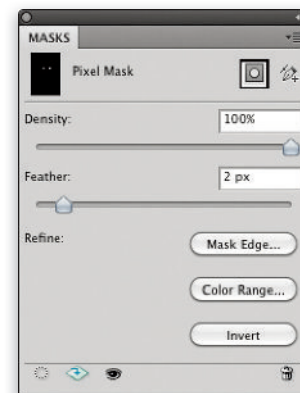 MASKS
Pixel Mask
Density: 100%
Feather: 2 px
Refine: Mask Edge...
Color Range...
Invert